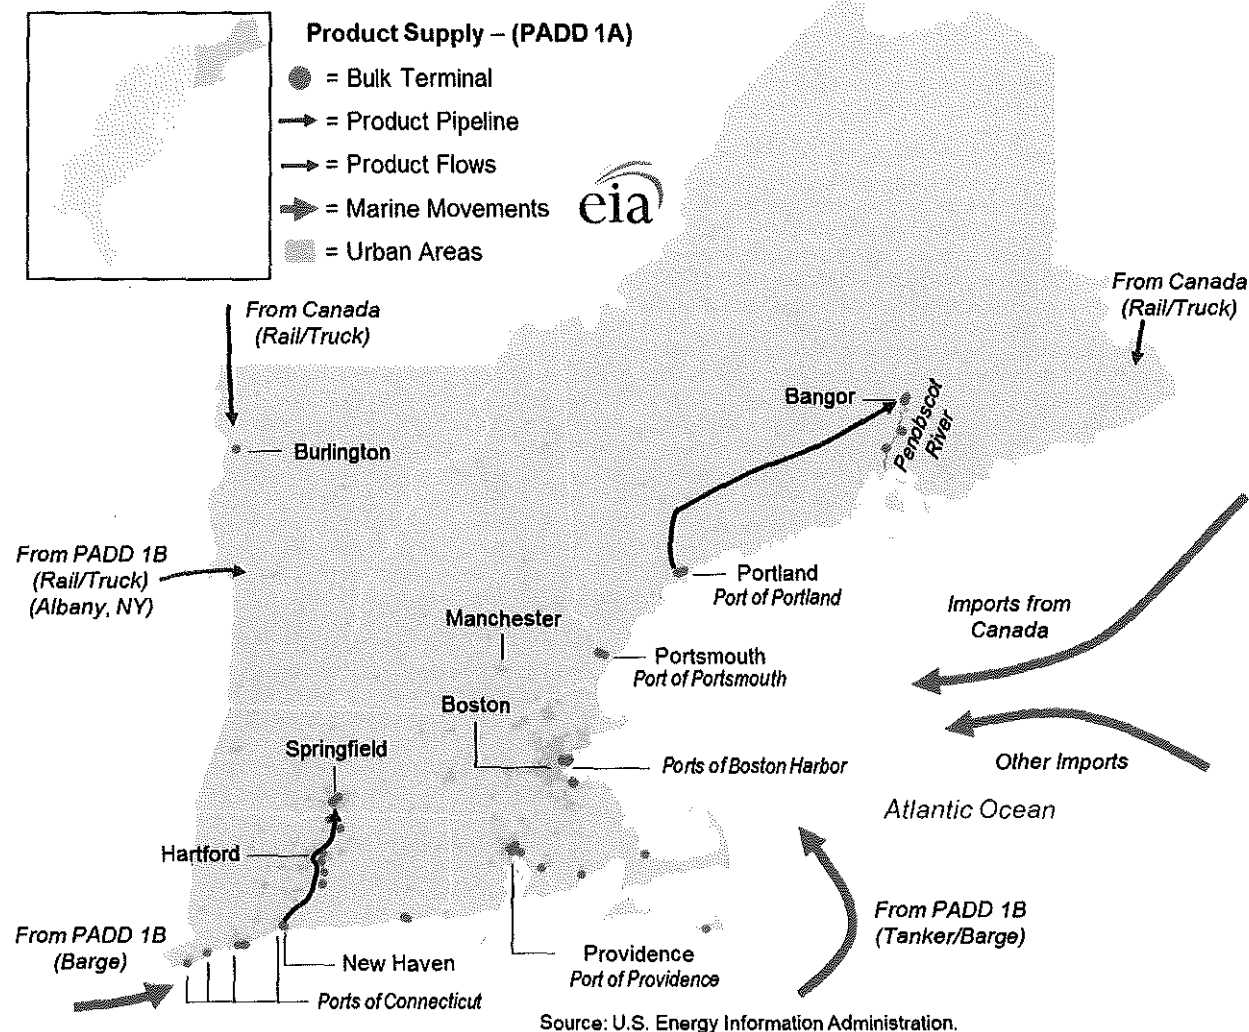 Product Supply – (PADD 1A)
= Bulk Terminal
= Product Pipeline
= Product Flows
= Marine Movements
= Urban Areas
eia
From Canada
(Rail/Truck)
From Canada
(Rail/Truck)
Bangor
Penobscot
River
Burlington
From PADD 1B
(Rail/Truck)
(Albany, NY)
Portland
Port of Portland
Imports from
Canada
Manchester
Portsmouth
Port of Portsmouth
Boston
Springfield
Ports of Boston Harbor
Other Imports
Atlantic Ocean
Hartford
From PADD 1B
(Tanker/Barge)
From PADD 1B
(Barge)
New Haven
Providence
Port of Providence
Ports of Connecticut
Source: U.S. Energy Information Administration.